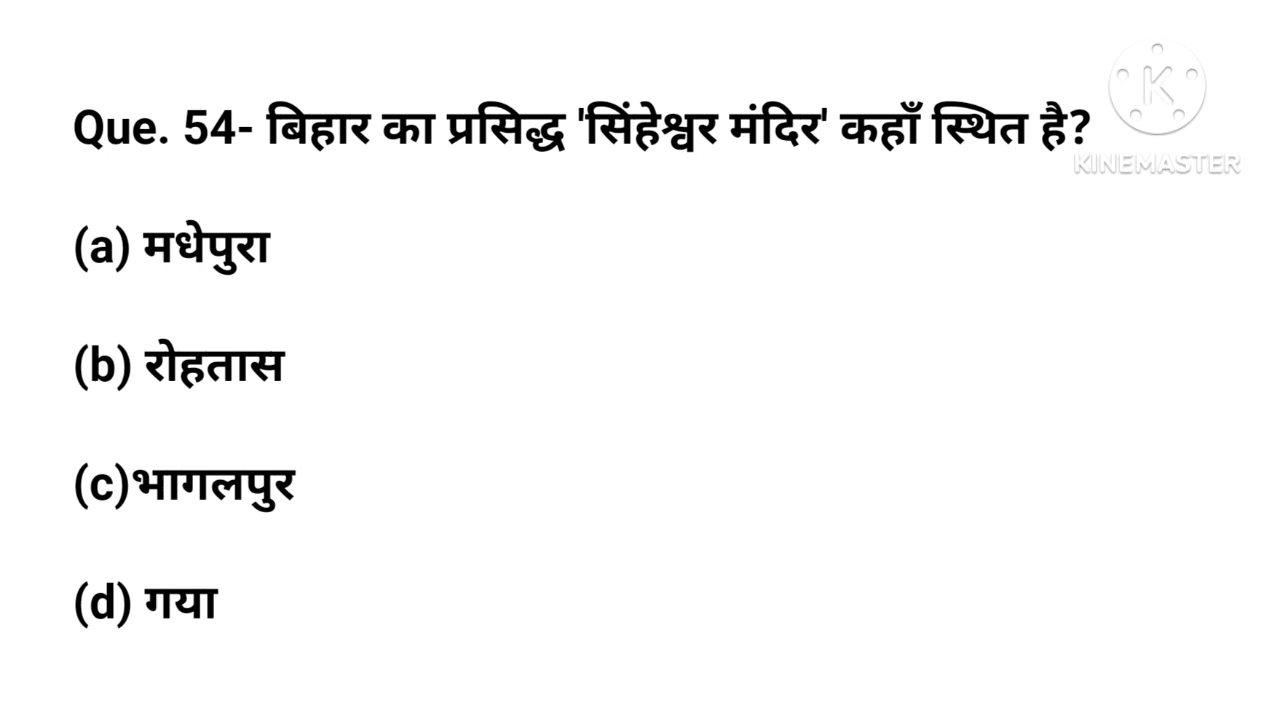 Que. 54- बिहार का प्रसिद्ध 'सिंहेश्वर मंदिर' कहाँ स्थित है?
KINEMASTER
(a) मधेपुरा
(b) रोहतास
(c)भागलपुर
(d) गया